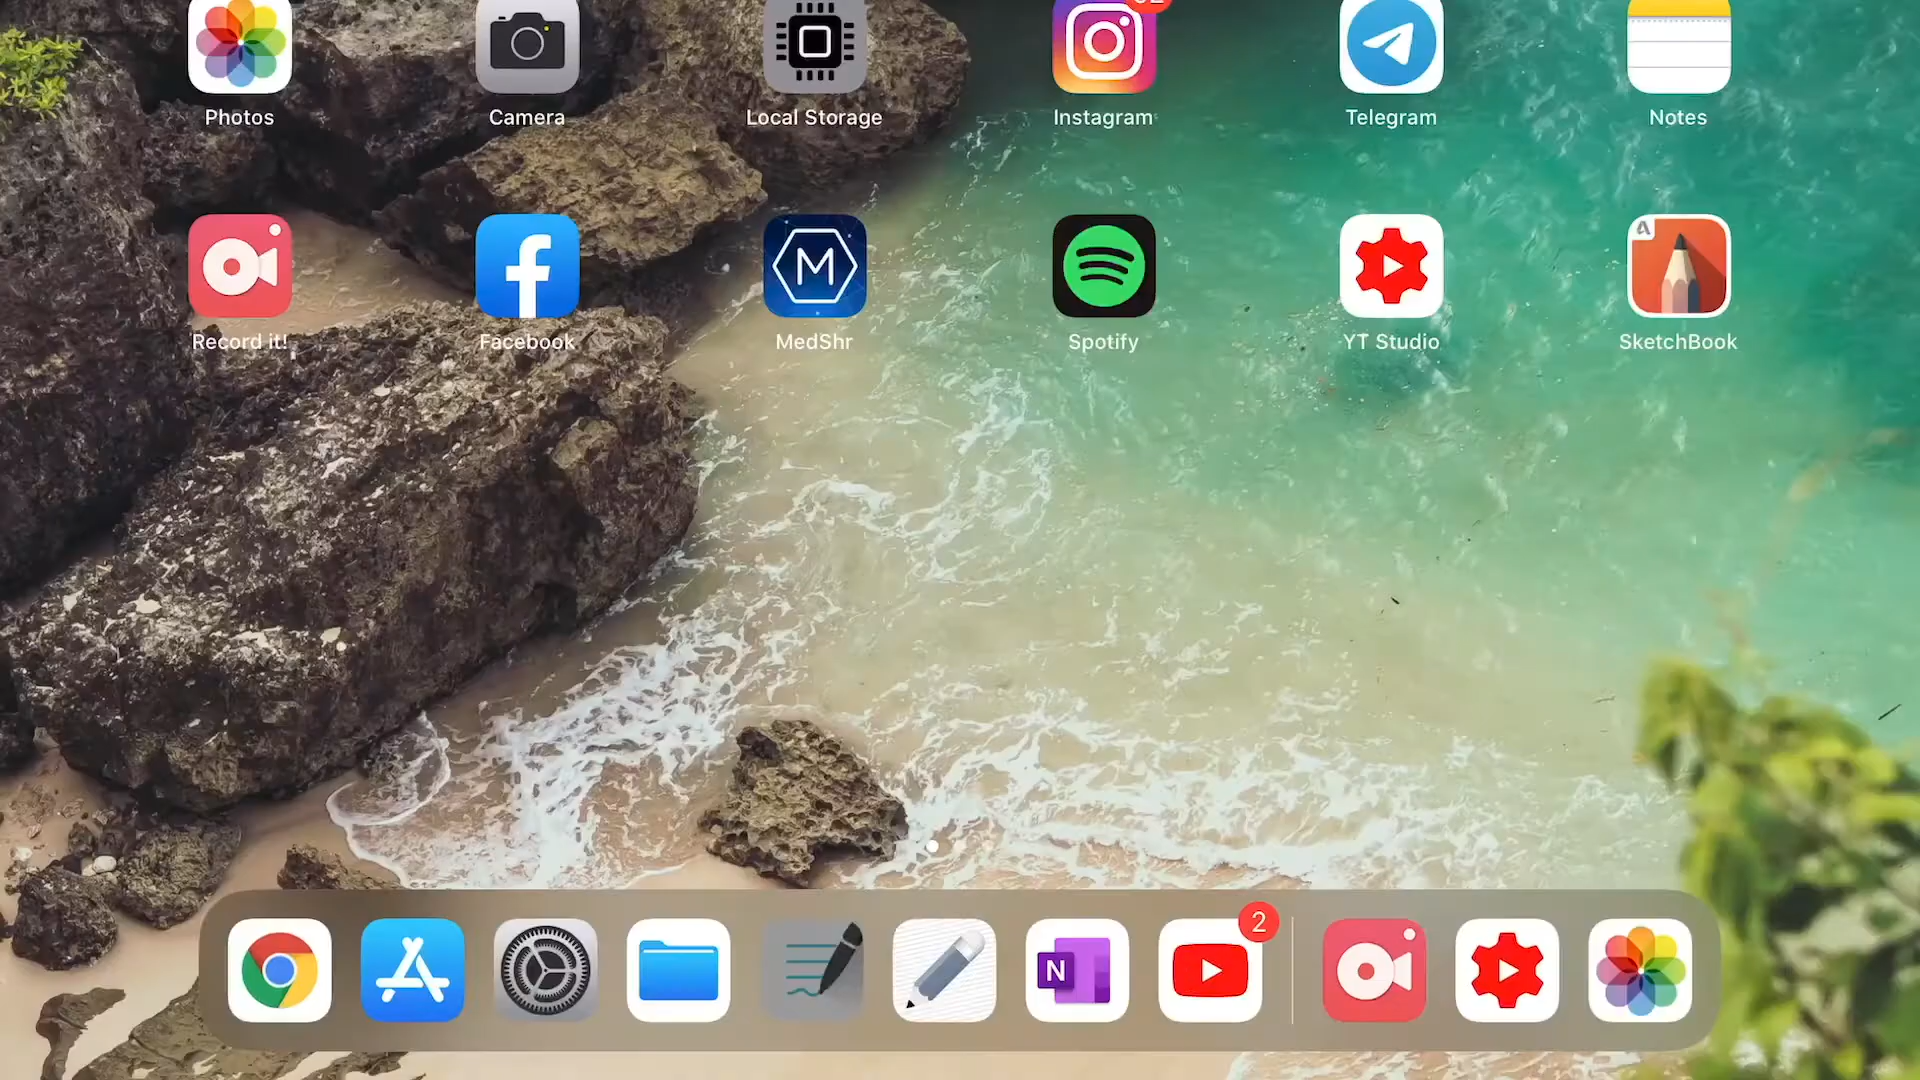 Photos
Camera
Local Storage
Instagram
Telegram
Notes
Record it!
Facebook
MedShr
Spotify
YT Studio
SketchBook
A
M
N
2